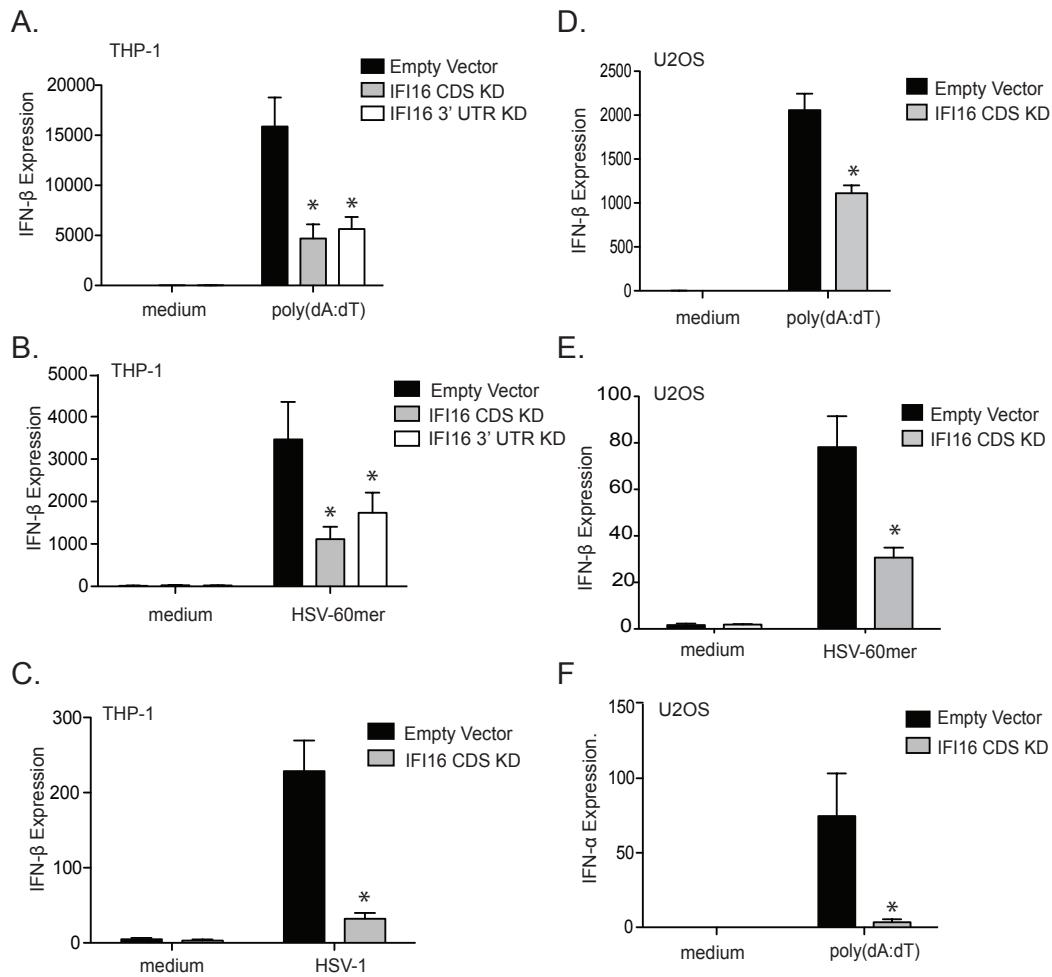 A.
THP-1
Empty Vector
IFI16 CDS KD
IFI16 3’ UTR KD
IFN-β Expression
20000
15000
10000
5000
0
* *
medium poly(dA:dT)
B.
THP-1
Empty Vector
IFI16 CDS KD
IFI16 3’ UTR KD
IFN-β Expression
5000
4000
3000
2000
1000
0
* *
medium HSV-60mer
C.
THP-1
Empty Vector
IFI16 CDS KD
IFN-β Expression
300
200
100
0
*
medium HSV-1
D.
U2OS
Empty Vector
IFI16 CDS KD
IFN-β Expression
2500
2000
1500
1000
500
0
*
medium poly(dA:dT)
E.
U2OS
Empty Vector
IFI16 CDS KD
IFN-β Expression
100
80
60
40
20
0
*
medium HSV-60mer
F
U2OS
Empty Vector
IFI16 CDS KD
IFN-α Expression.
150
100
50
0
*
medium poly(dA:dT)